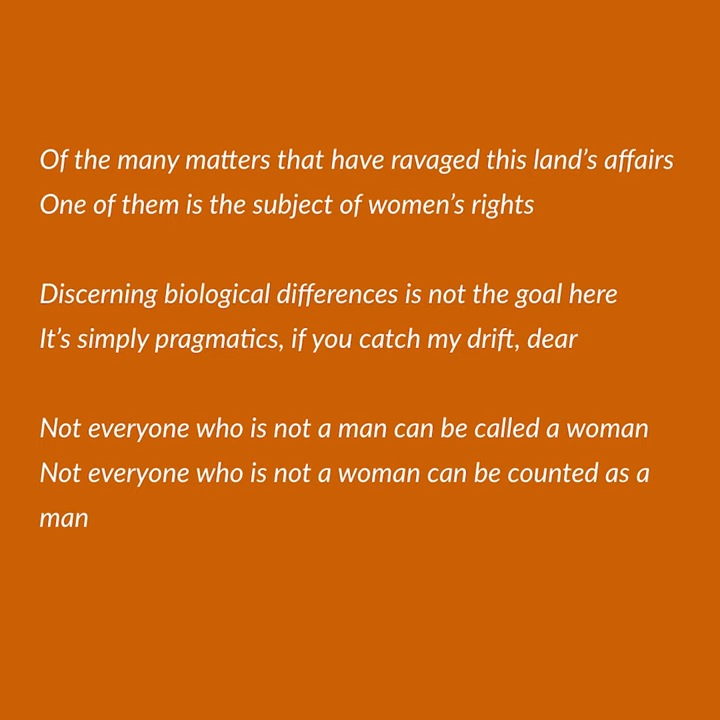 Of the many matters that have ravaged this land’s affairs
One of them is the subject of women’s rights
Discerning biological differences is not the goal here
It’s simply pragmatics, if you catch my drift, dear
Not everyone who is not a man can be called a woman
Not everyone who is not a woman can be counted as a
man